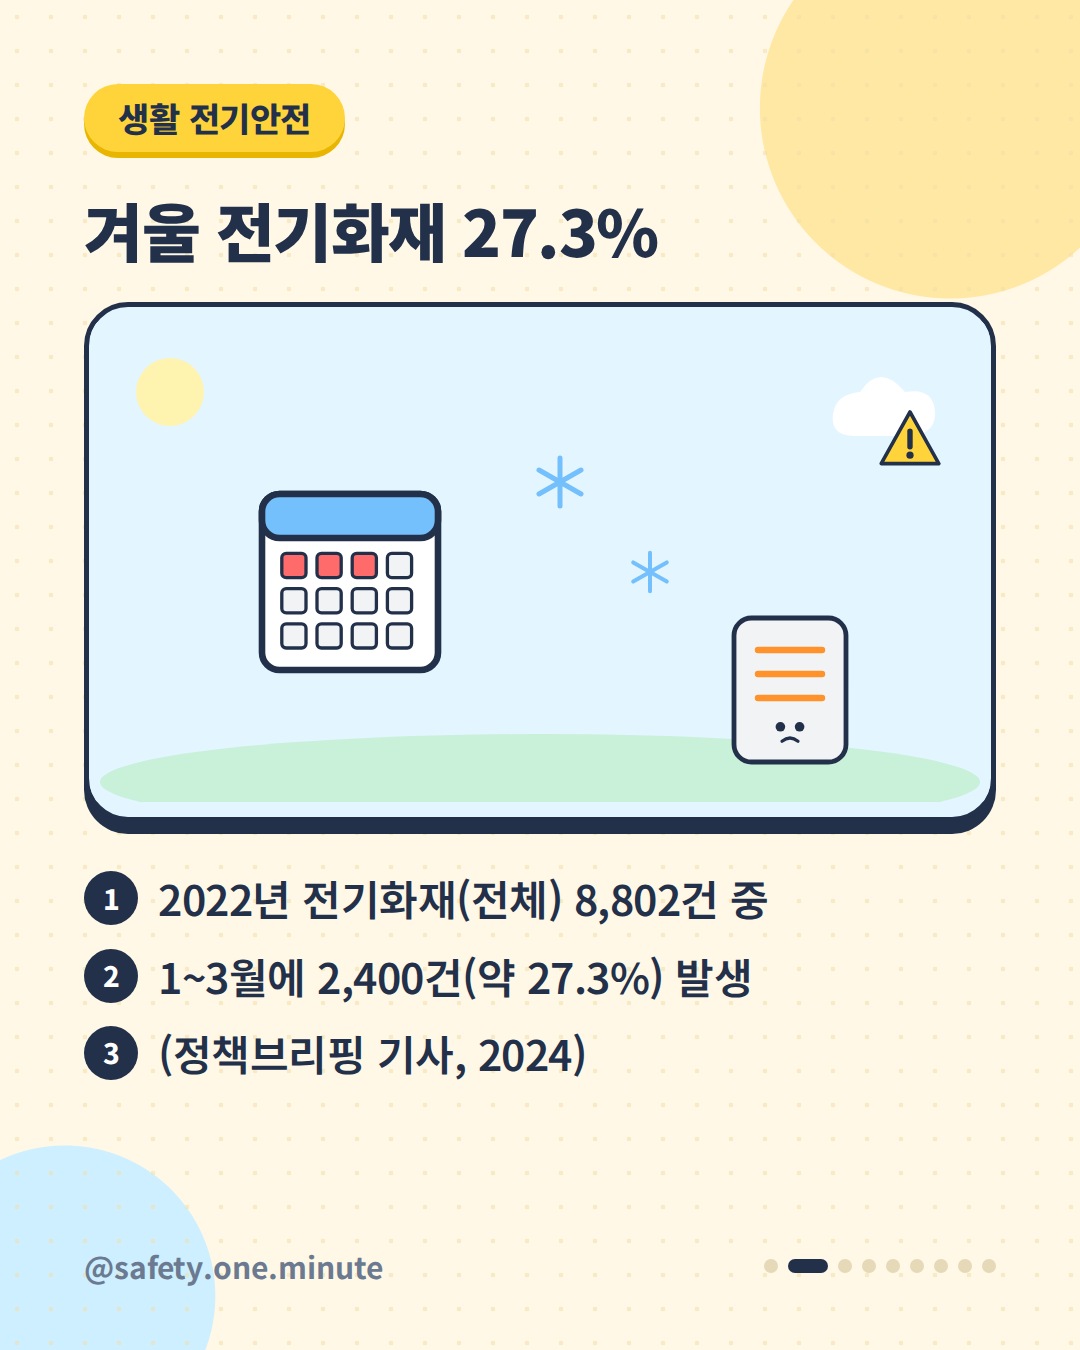 생활 전기안전
겨울 전기화재 27.3%
1 2022년 전기화재(전체) 8,802건 중
2 1~3월에 2,400건(약 27.3%) 발생
3 (정책브리핑 기사, 2024)
@safety.one.minute